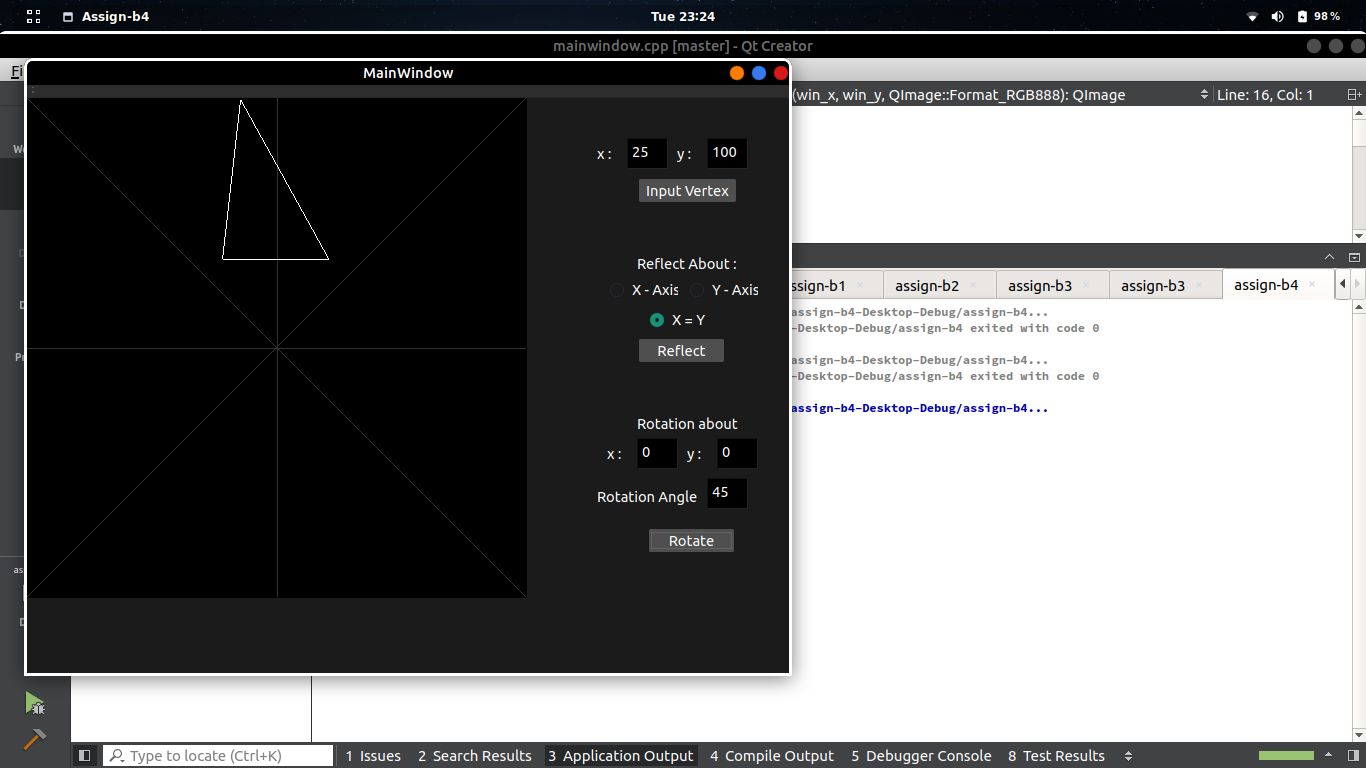 Assign-b4
Tue 23:24
98 %
mainwindow.cpp [master] - Qt Creator
MainWindow
(win_x, win_y, QImage::Format_RGB888): QImage
Line: 16, Col: 1
x : 25 y : 100
Input Vertex
Reflect About :
X - Axis Y - Axis
X = Y
Reflect
Rotation about
x : 0 y : 0
Rotation Angle 45
Rotate
ssign-b1 assign-b2 assign-b3 assign-b3 assign-b4
assign-b4-Desktop-Debug/assign-b4...
-Desktop-Debug/assign-b4 exited with code 0
assign-b4-Desktop-Debug/assign-b4...
-Desktop-Debug/assign-b4 exited with code 0
assign-b4-Desktop-Debug/assign-b4...
Type to locate (Ctrl+K) 1 Issues 2 Search Results 3 Application Output 4 Compile Output 5 Debugger Console 8 Test Results